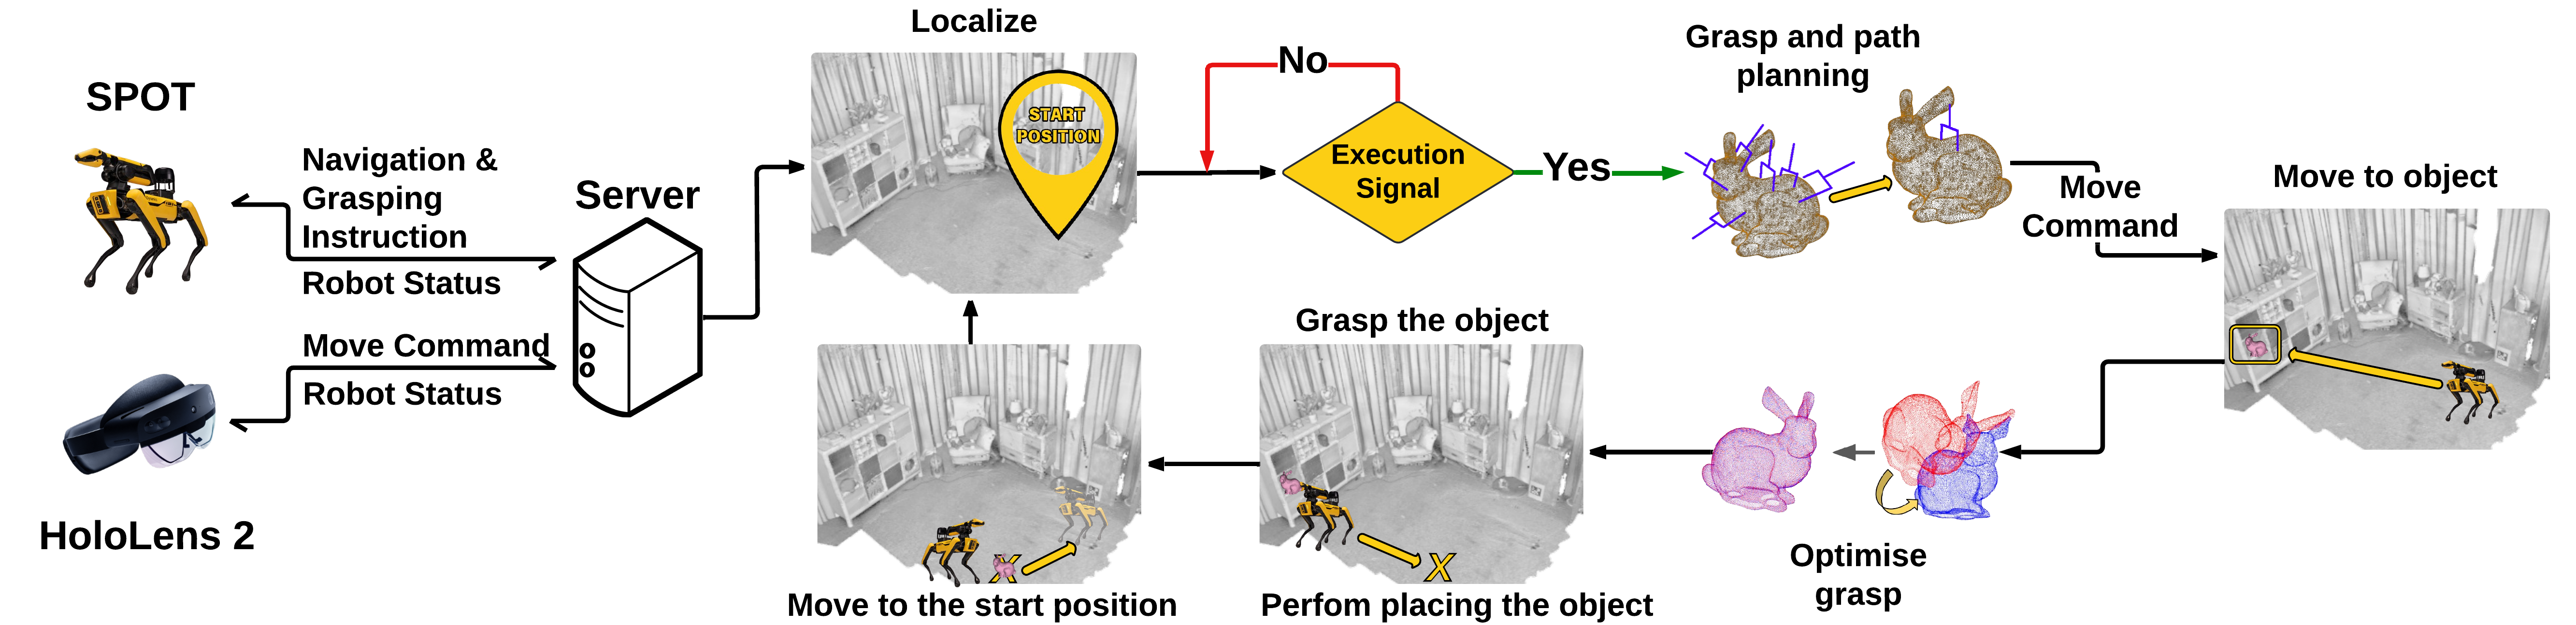 SPOT
Navigation &
Grasping
Instruction
Robot Status
Move Command
Robot Status
HoloLens 2
Server
Localize
START
POSITION
No
Execution
Signal
Yes
Grasp and path
planning
Move
Command
Move to object
Optimise
grasp
Grasp the object
X
Perfom placing the object
X
Move to the start position